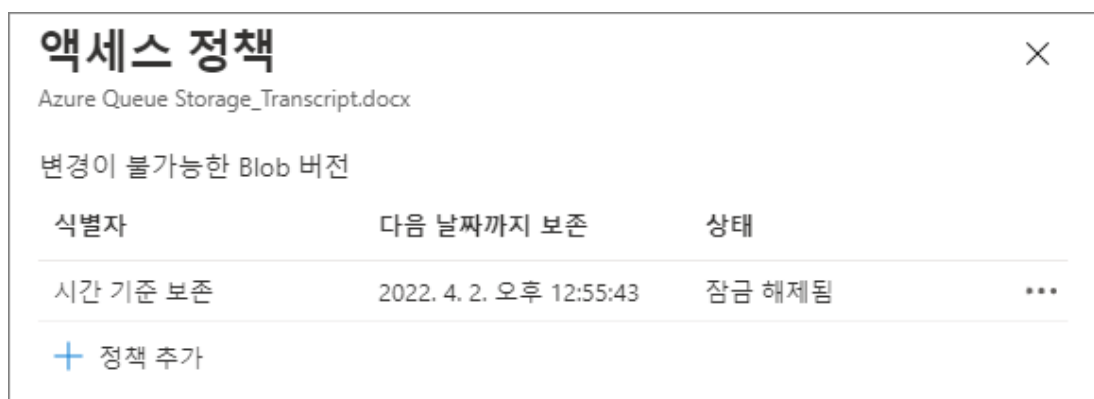 액세스 정책
Azure Queue Storage_Transcript.docx
변경이 불가능한 Blob 버전
식별자 다음 날짜까지 보존 상태
시간 기준 보존 2022. 4. 2. 오후 12:55:43 잠금 해제됨
정책 추가